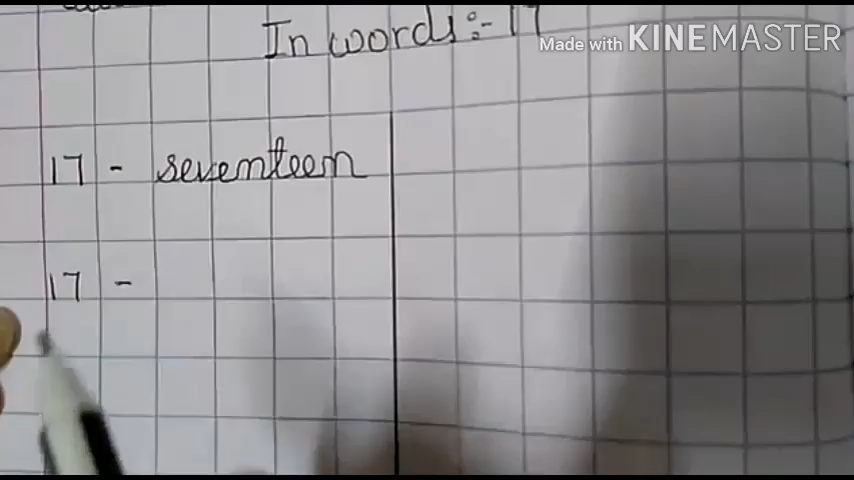 In words:- 17
Made with KINEMASTER
17 - seventeen
17 -